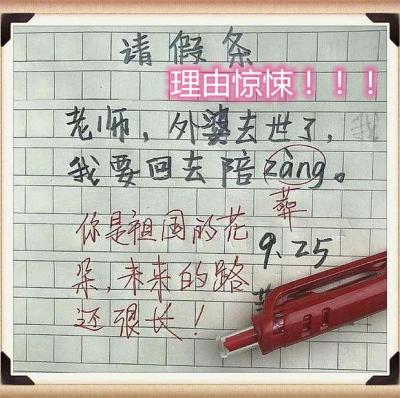 请假条
理由惊悚！！！
老师，外婆去世了，我
我要回去陪zàng。
葬
你是祖国的花
9.25
朵，未来的路
还很长！